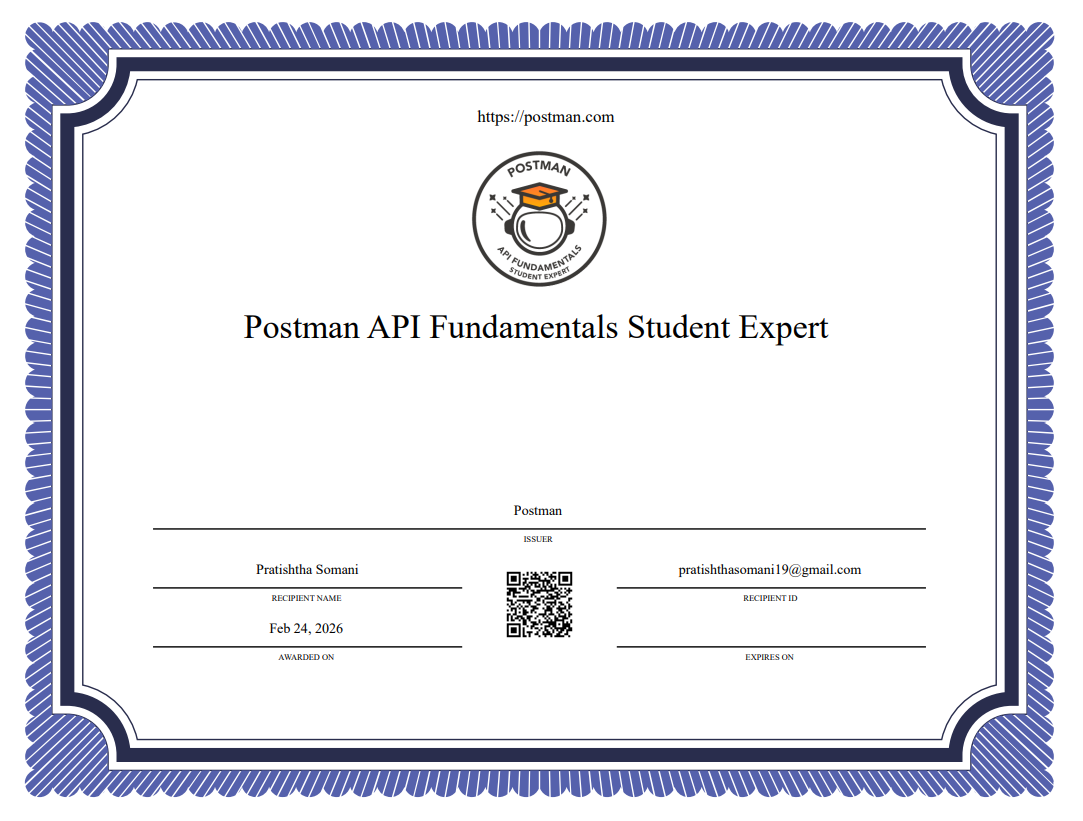 https://postman.com
POSTMAN
API FUNDAMENTALS
STUDENT EXPERT
Postman API Fundamentals Student Expert
Postman
ISSUER
Pratishtha Somani
RECIPIENT NAME
pratishthasomani19@gmail.com
RECIPIENT ID
Feb 24, 2026
AWARDED ON
EXPIRES ON